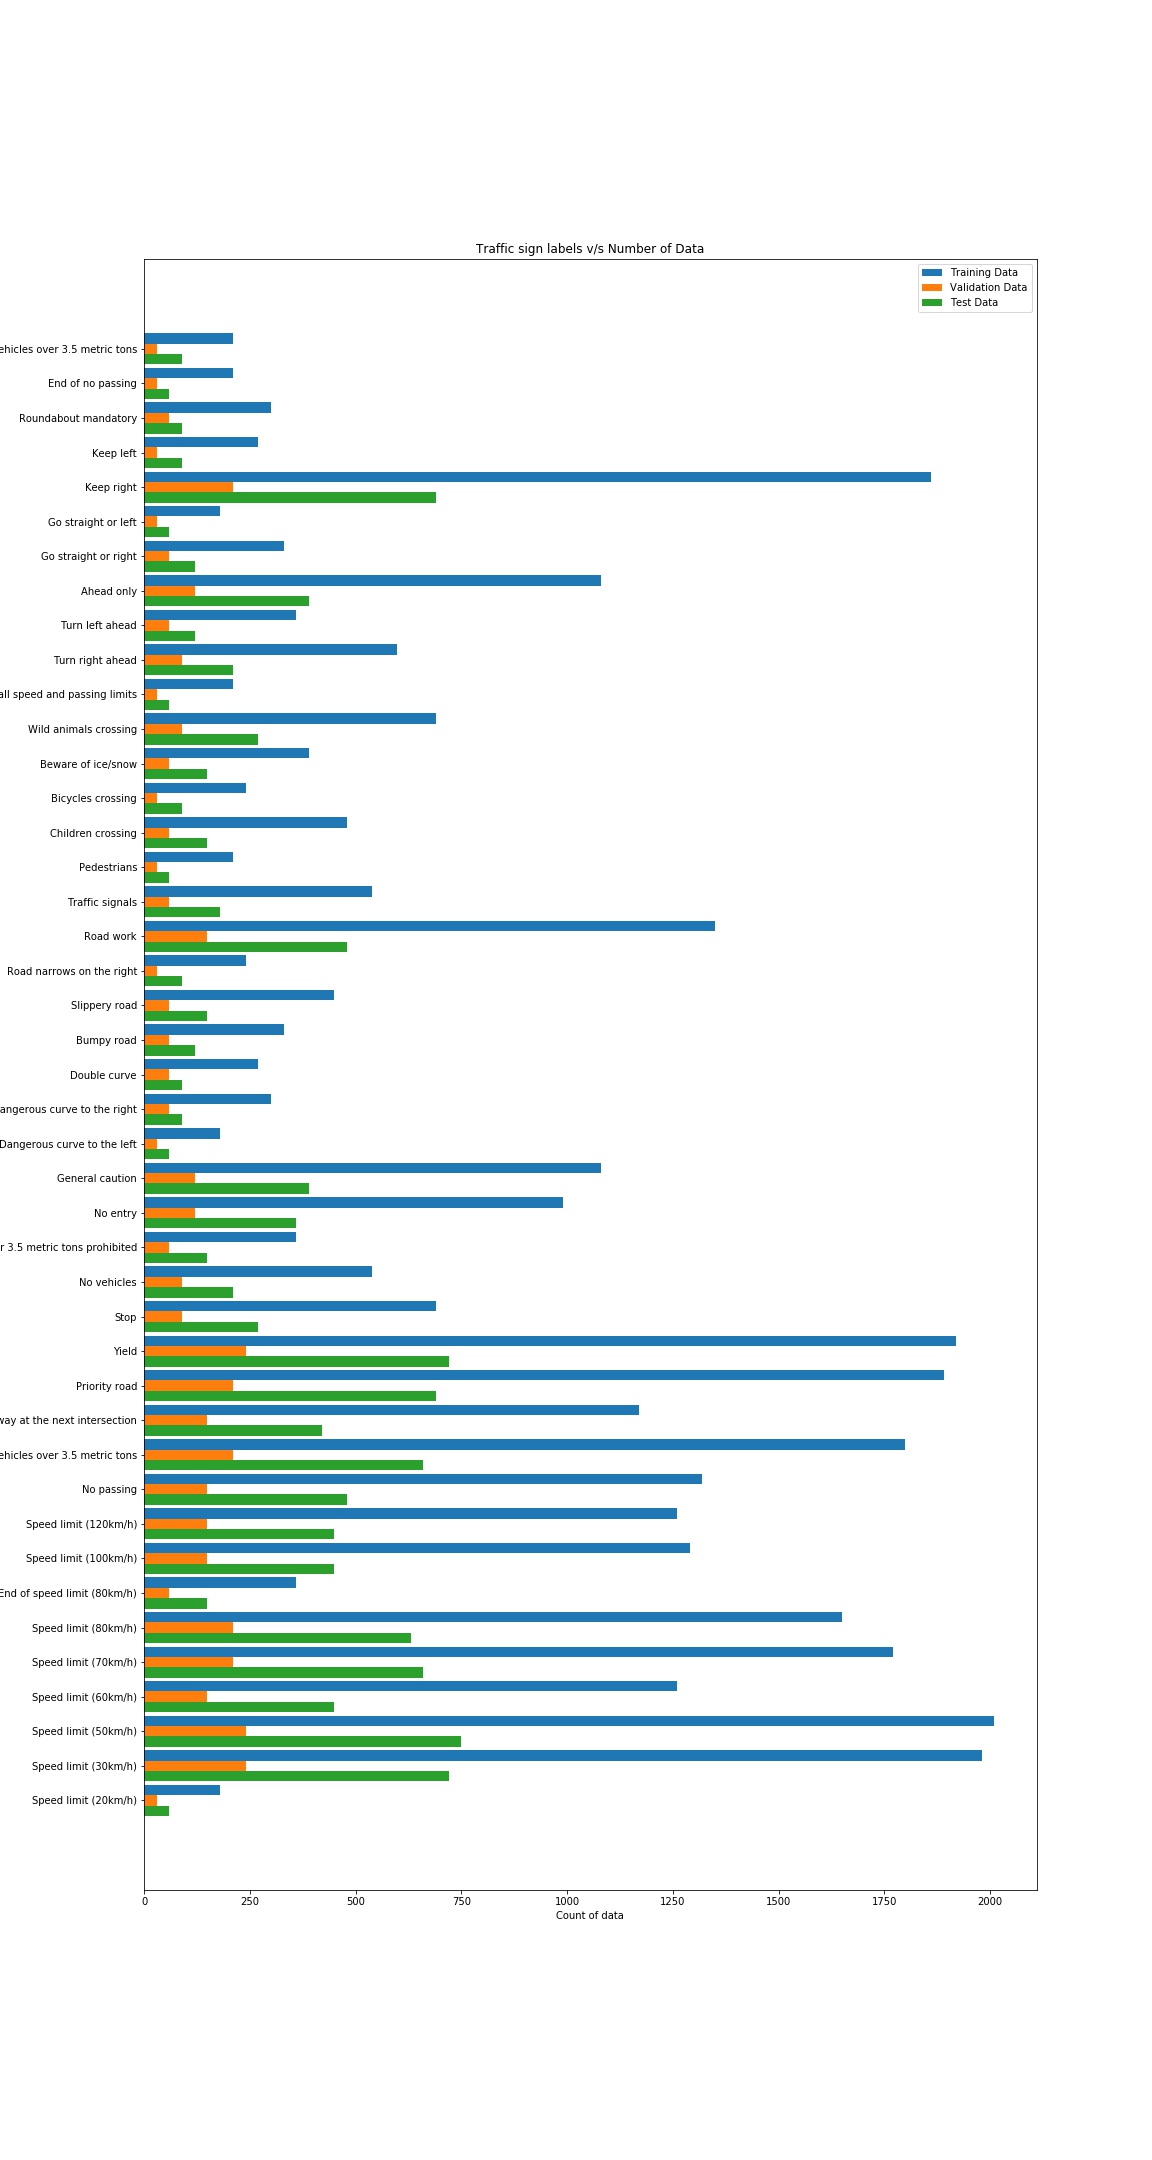 Traffic sign labels v/s Number of Data
Training Data
Validation Data
Test Data
over 3.5 metric tons
End of no passing
Roundabout mandatory
Keep left
Keep right
Go straight or left
Go straight or right
Ahead only
Turn left ahead
Turn right ahead
speed and passing limits
Wild animals crossing
Beware of ice/snow
Bicycles crossing
Children crossing
Pedestrians
Traffic signals
Road work
Road narrows on the right
Slippery road
Bumpy road
Double curve
curve to the right
Dangerous curve to the left
General caution
No entry
3.5 metric tons prohibited
No vehicles
Stop
Yield
Priority road
at the next intersection
over 3.5 metric tons
No passing
Speed limit (120km/h)
Speed limit (100km/h)
End of speed limit (80km/h)
Speed limit (80km/h)
Speed limit (70km/h)
Speed limit (60km/h)
Speed limit (50km/h)
Speed limit (30km/h)
Speed limit (20km/h)
0 250 500 750 1000 1250 1500 1750 2000
Count of data